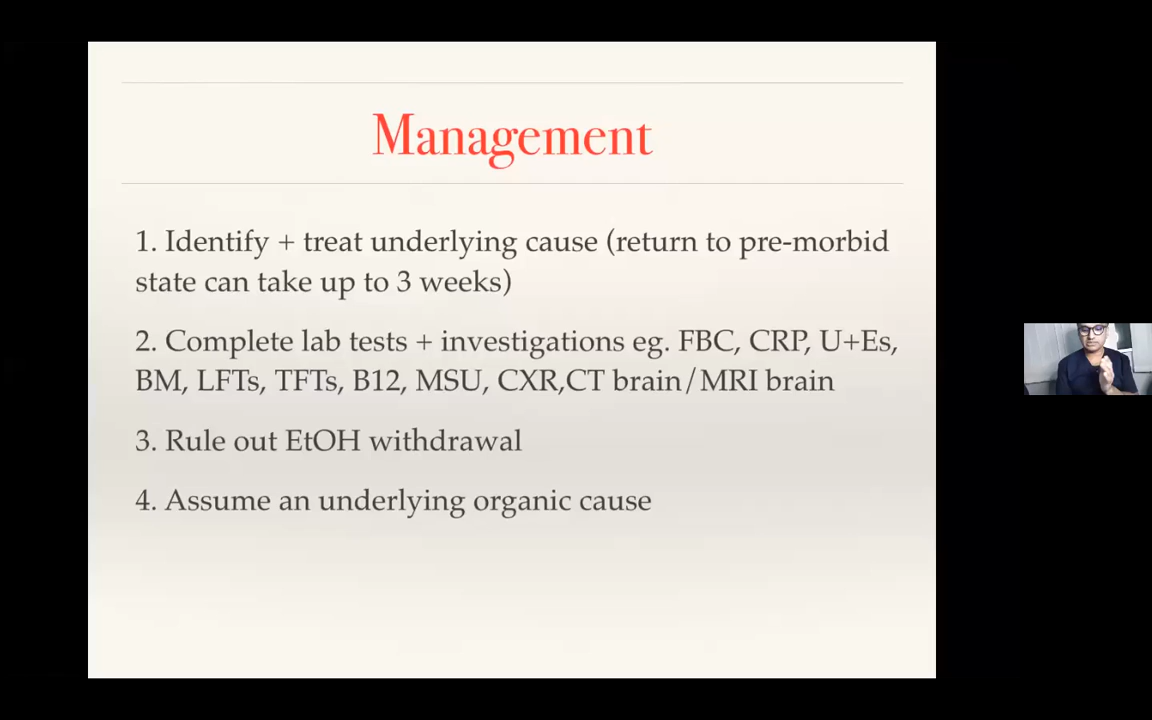 Management
1. Identify + treat underlying cause (return to pre-morbid
state can take up to 3 weeks)
2. Complete lab tests + investigations eg. FBC, CRP, U+Es,
BM, LFTs, TFTs, B12, MSU, CXR,CT brain/MRI brain
3. Rule out EtOH withdrawal
4. Assume an underlying organic cause